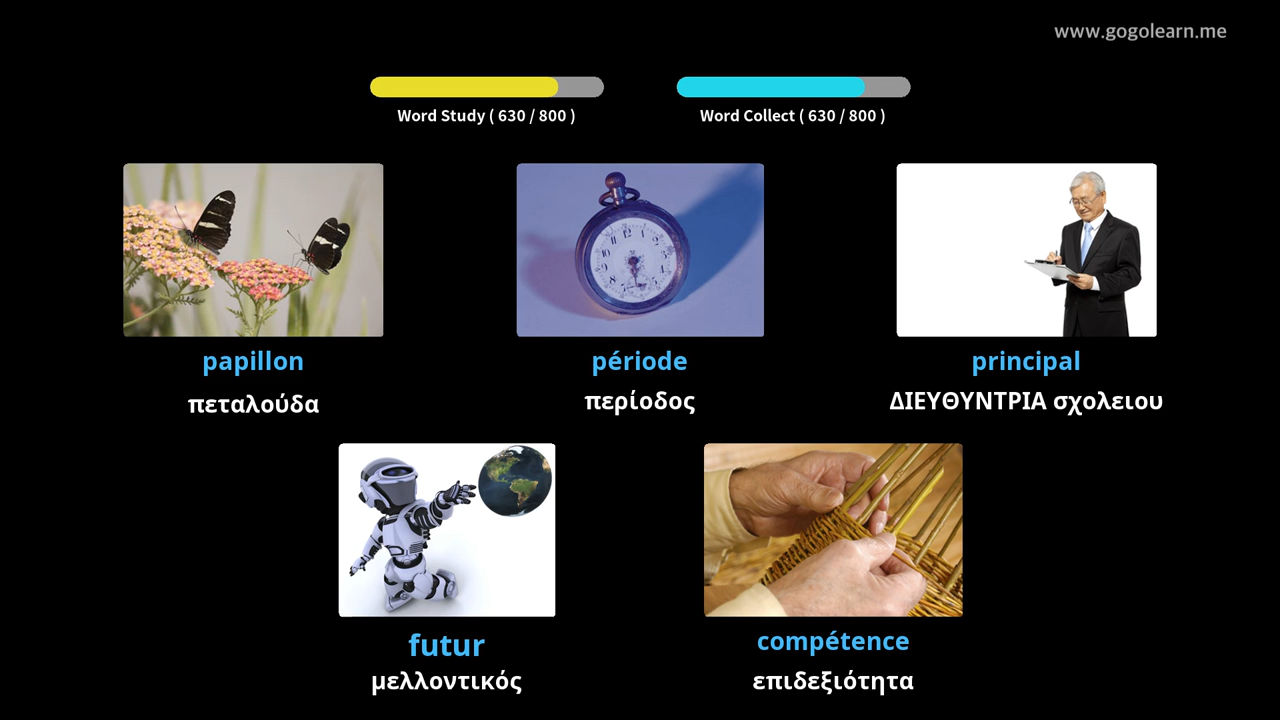 www.gogolearn.me
Word Study ( 630 / 800 )
Word Collect ( 630 / 800 )
papillon
πεταλούδα
période
περίοδος
principal
ΔΙΕΥΘΥΝΤΡΙΑ σχολειου
futur
μελλοντικός
compétence
επιδεξιότητα